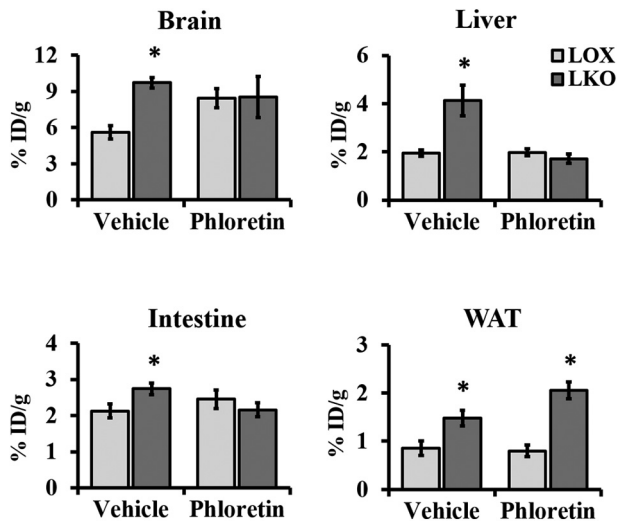 Brain
% ID/g
12
*
9
6
3
0
Vehicle Phloretin
Liver
% ID/g
6
*
4
2
0
Vehicle Phloretin
LOX
LKO
Intestine
% ID/g
4
3
*
2
1
0
Vehicle Phloretin
WAT
% ID/g
3
*
*
2
1
0
Vehicle Phloretin